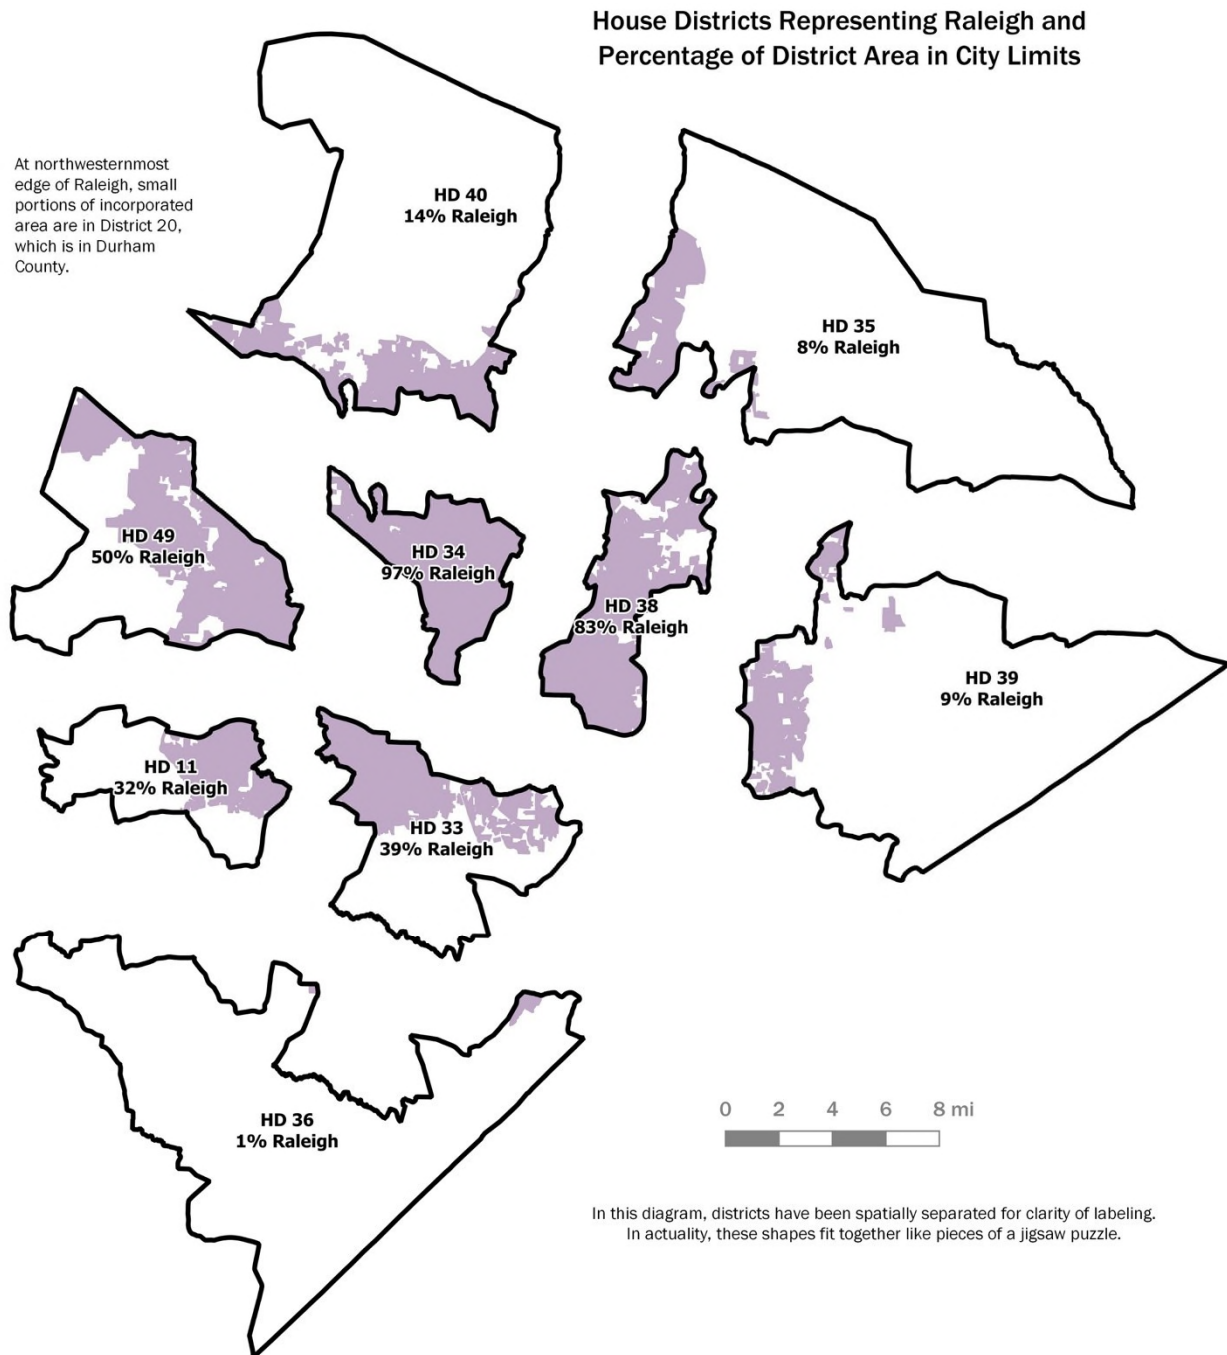 House Districts Representing Raleigh and
Percentage of District Area in City Limits
At northwesternmost
edge of Raleigh, small
portions of incorporated
area are in District 20,
which is in Durham
County.
HD 40
14% Raleigh
HD 35
8% Raleigh
HD 49
50% Raleigh
HD 34
97% Raleigh
HD 38
83% Raleigh
HD 39
9% Raleigh
HD 11
32% Raleigh
HD 33
39% Raleigh
HD 36
1% Raleigh
0 2 4 6 8 mi
In this diagram, districts have been spatially separated for clarity of labeling.
In actuality, these shapes fit together like pieces of a jigsaw puzzle.